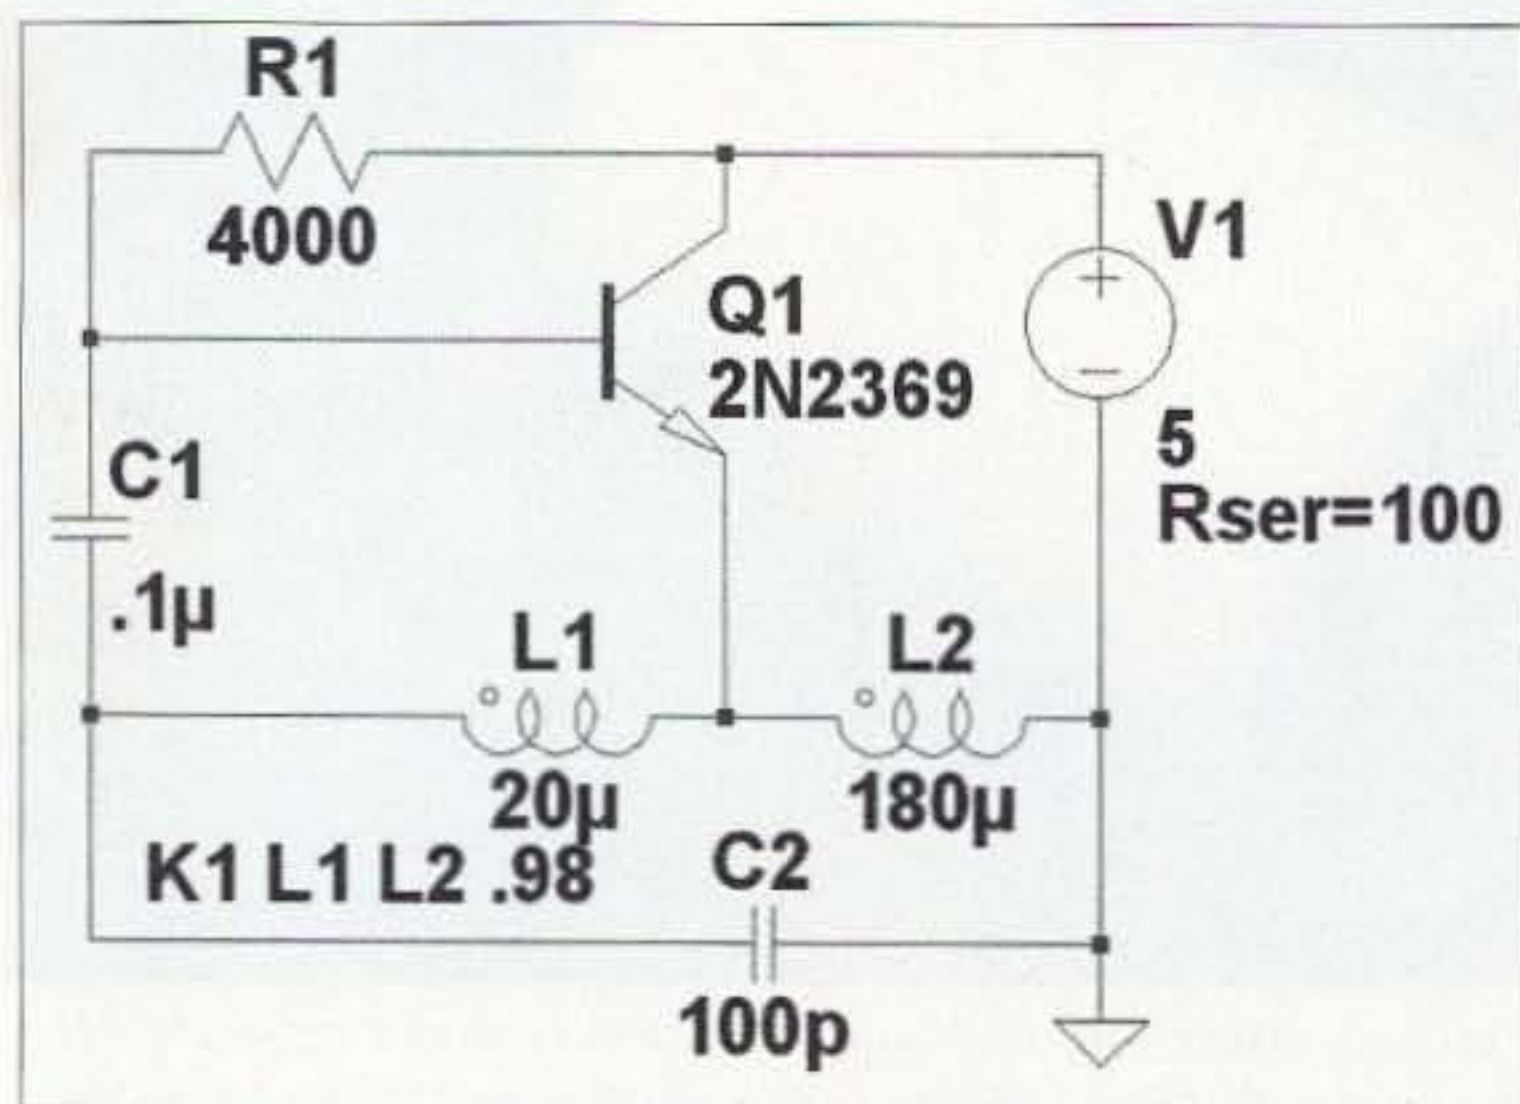 R1
4000
V1
Q1
2N2369
5
Rser=100
C1
.1µ
L1
L2
20µ
180µ
K1 L1 L2 .98
C2
100p